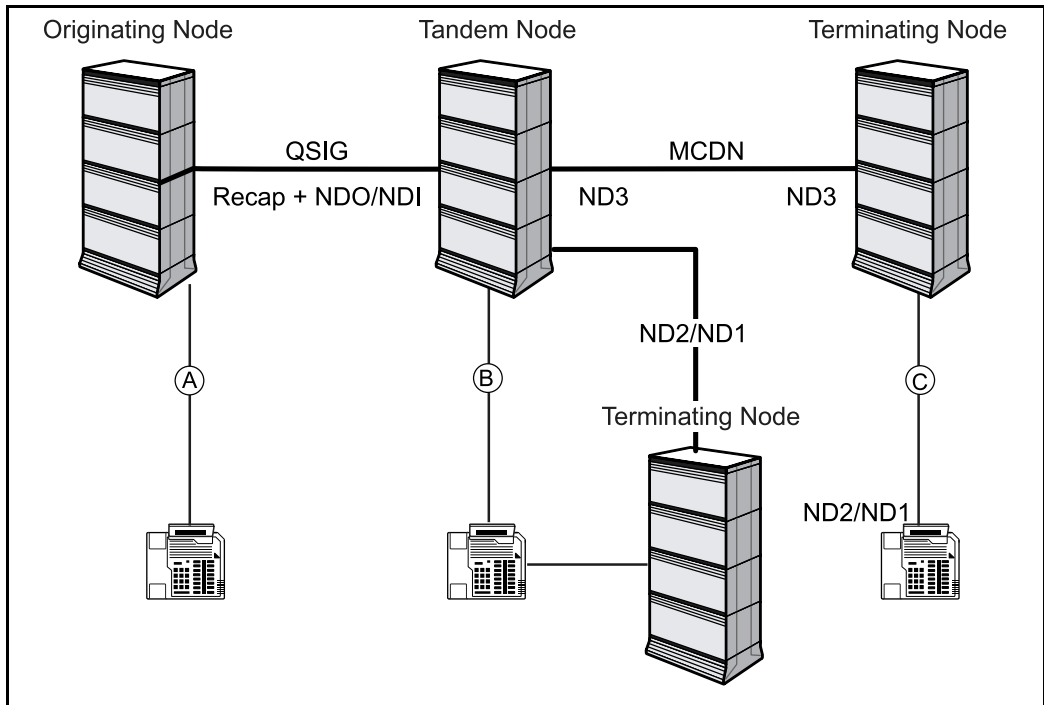 Originating Node
Tandem Node
Terminating Node
QSIG
MCDN
Recap + NDO/NDI
ND3
ND3
ND2/ND1
A
B
C
Terminating Node
ND2/ND1